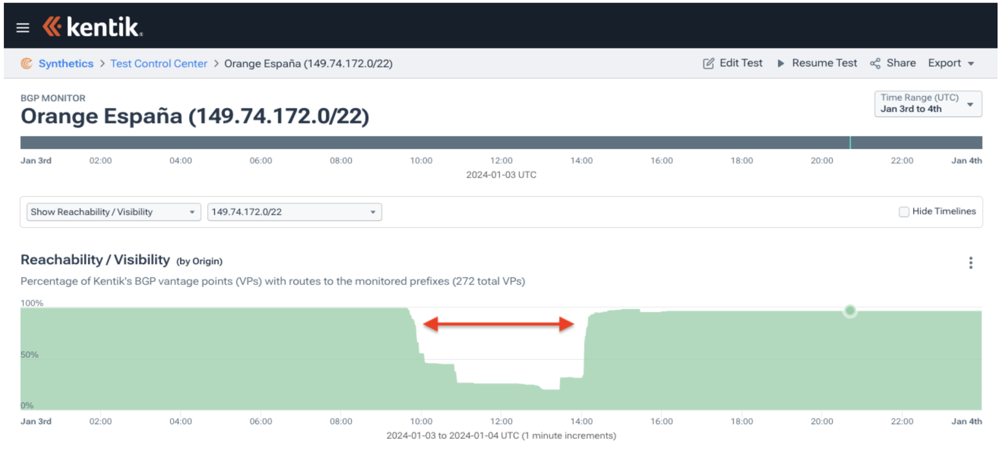 kentik.
Synthetics > Test Control Center > Orange España (149.74.172.0/22) Edit Test Resume Test Share Export
BGP MONITOR
Orange España (149.74.172.0/22)
Time Range (UTC)
Jan 3rd to 4th
Jan 3rd 02:00 04:00 06:00 08:00 10:00 12:00 14:00 16:00 18:00 20:00 22:00 Jan 4th
2024-01-03 UTC
Show Reachability / Visibility 149.74.172.0/22 Hide Timelines
Reachability / Visibility (by Origin)
Percentage of Kentik's BGP vantage points (VPs) with routes to the monitored prefixes (272 total VPs)
100%
50%
0%
Jan 3rd 02:00 04:00 06:00 08:00 10:00 12:00 14:00 16:00 18:00 20:00 22:00 Jan 4th
2024-01-03 to 2024-01-04 UTC (1 minute increments)